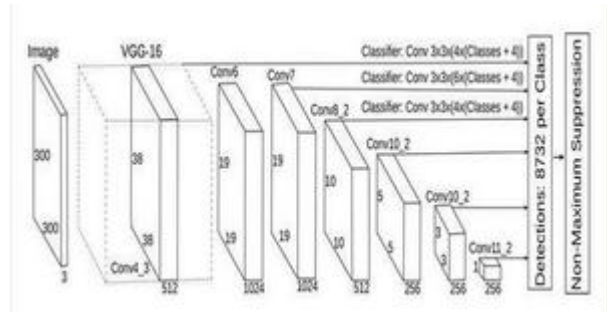 Image
VGG-16
Classifier: Conv 3x3x(4x(Classes + 4))
Classifier: Conv 3x3x(6x(Classes + 4))
Classifier: Conv 3x3x(4x(Classes + 4))
Conv6
Conv7
Conv8_2
Conv10_2
Conv10_2
Conv11_2
300
300
3
38
38
Conv4_3
512
19
19
1024
19
19
1024
10
10
512
5
5
256
3
3
256
1
256
Detections: 8732 per Class
Non-Maximum Suppression